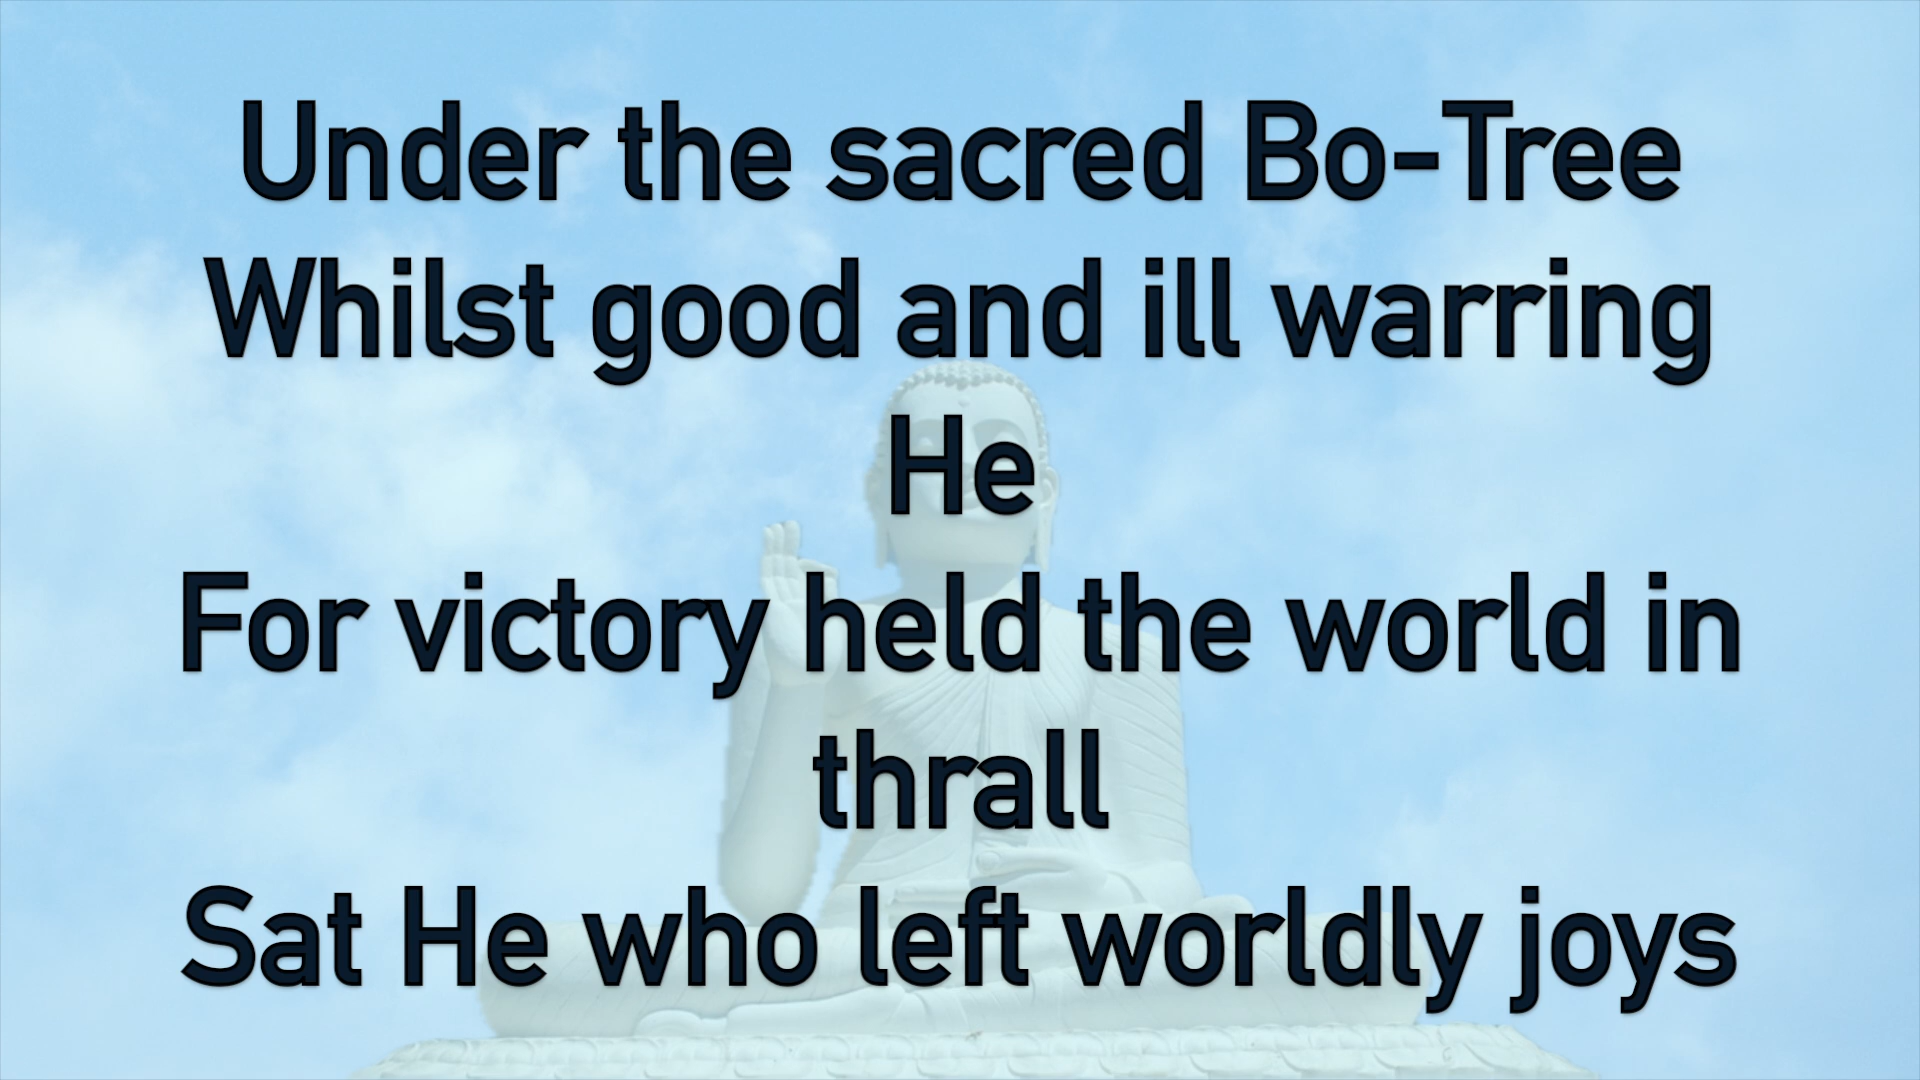 Under the sacred Bo-Tree
Whilst good and ill warring
He
For victory held the world in
thrall
Sat He who left worldly joys